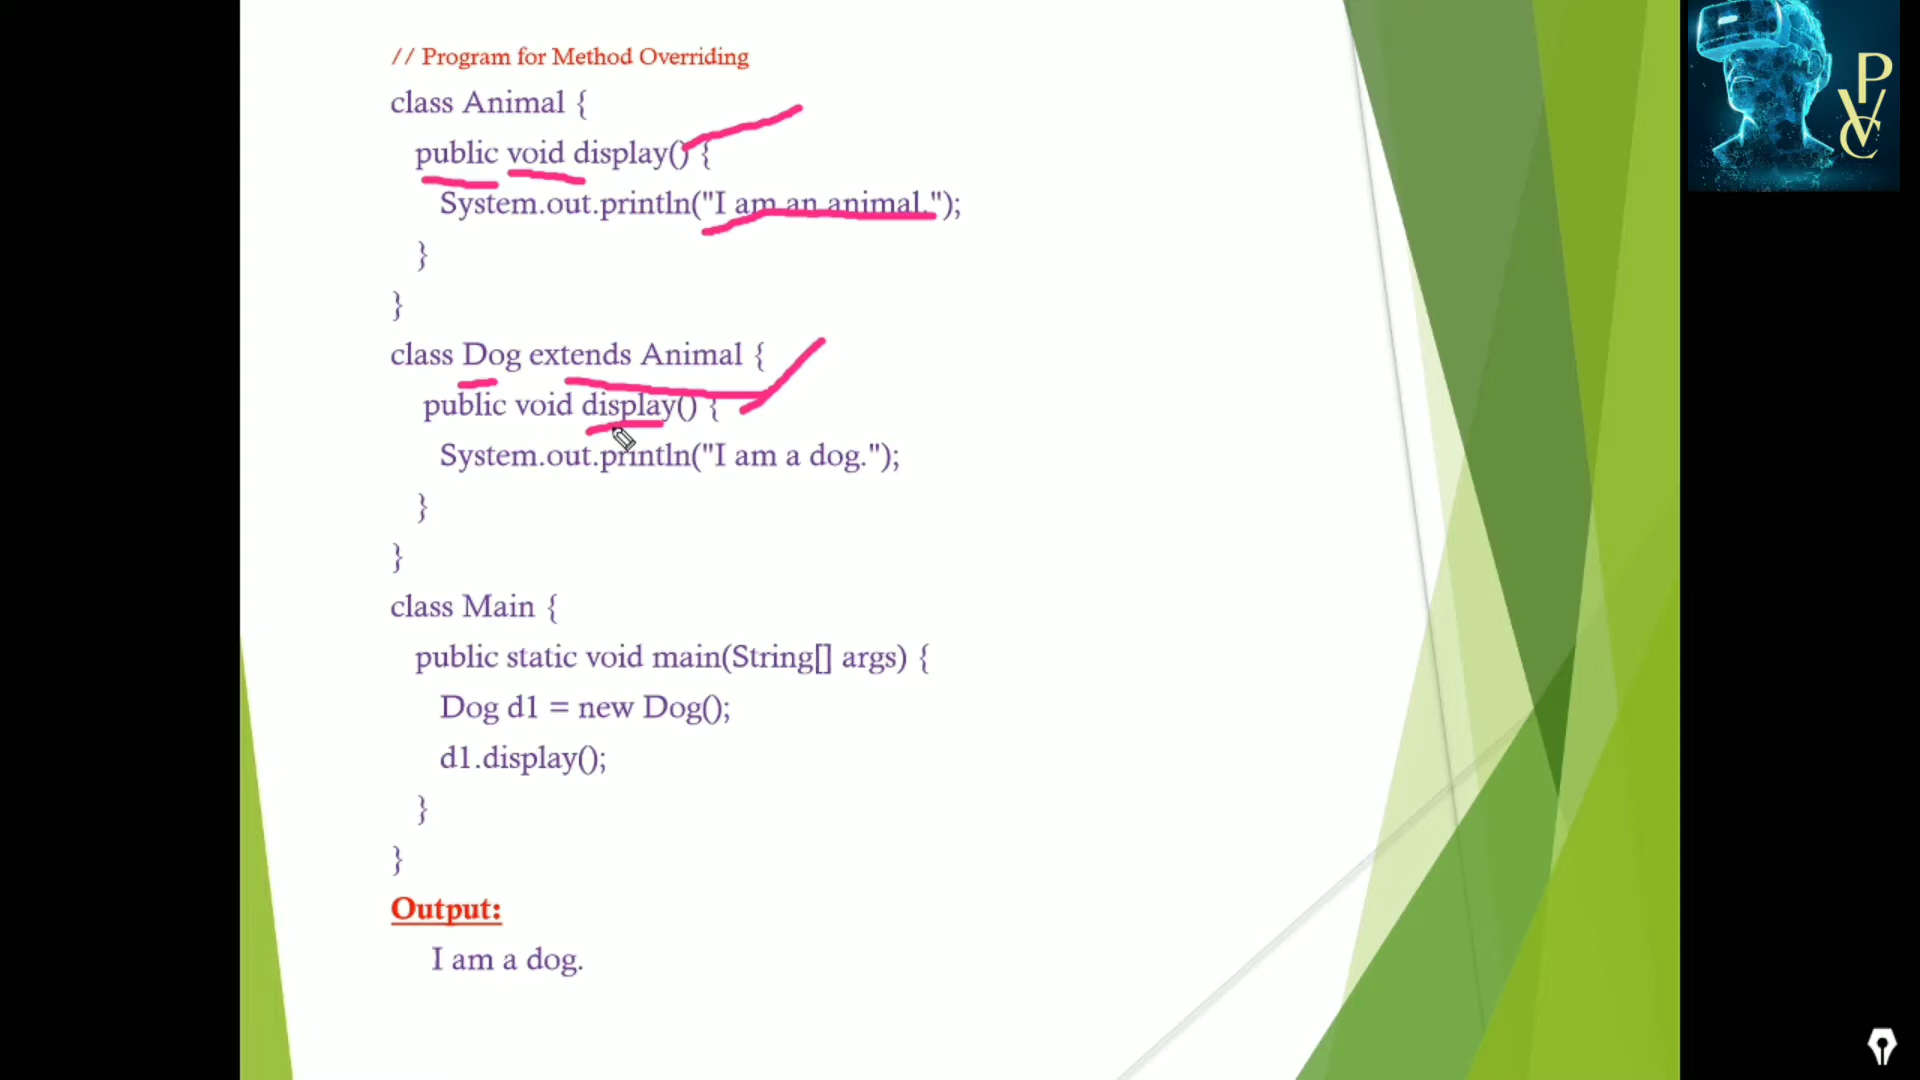 // Program for Method Overriding
class Animal {
public void display() {
System.out.println("I am an animal.");
}
}
class Dog extends Animal {
public void display() {
System.out.println("I am a dog.");
}
}
class Main {
public static void main(String[] args) {
Dog d1 = new Dog();
d1.display();
}
}
Output:
I am a dog.
PVC